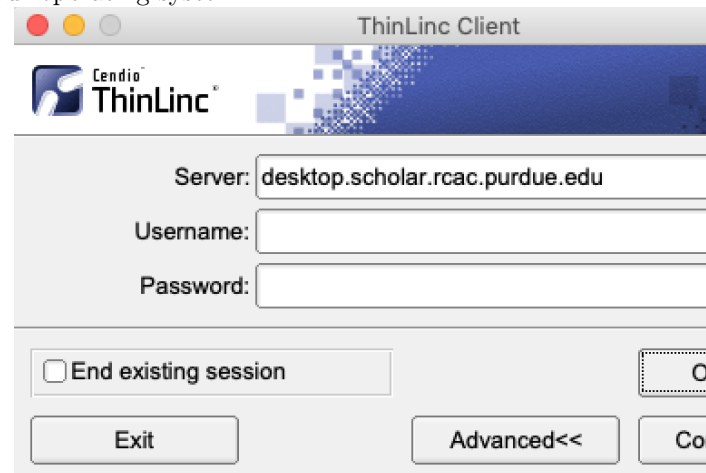 ThinLinc Client
Cendio
ThinLinc
Server: desktop.scholar.rcac.purdue.edu
Username:
Password:
End existing session
Exit
Advanced<<